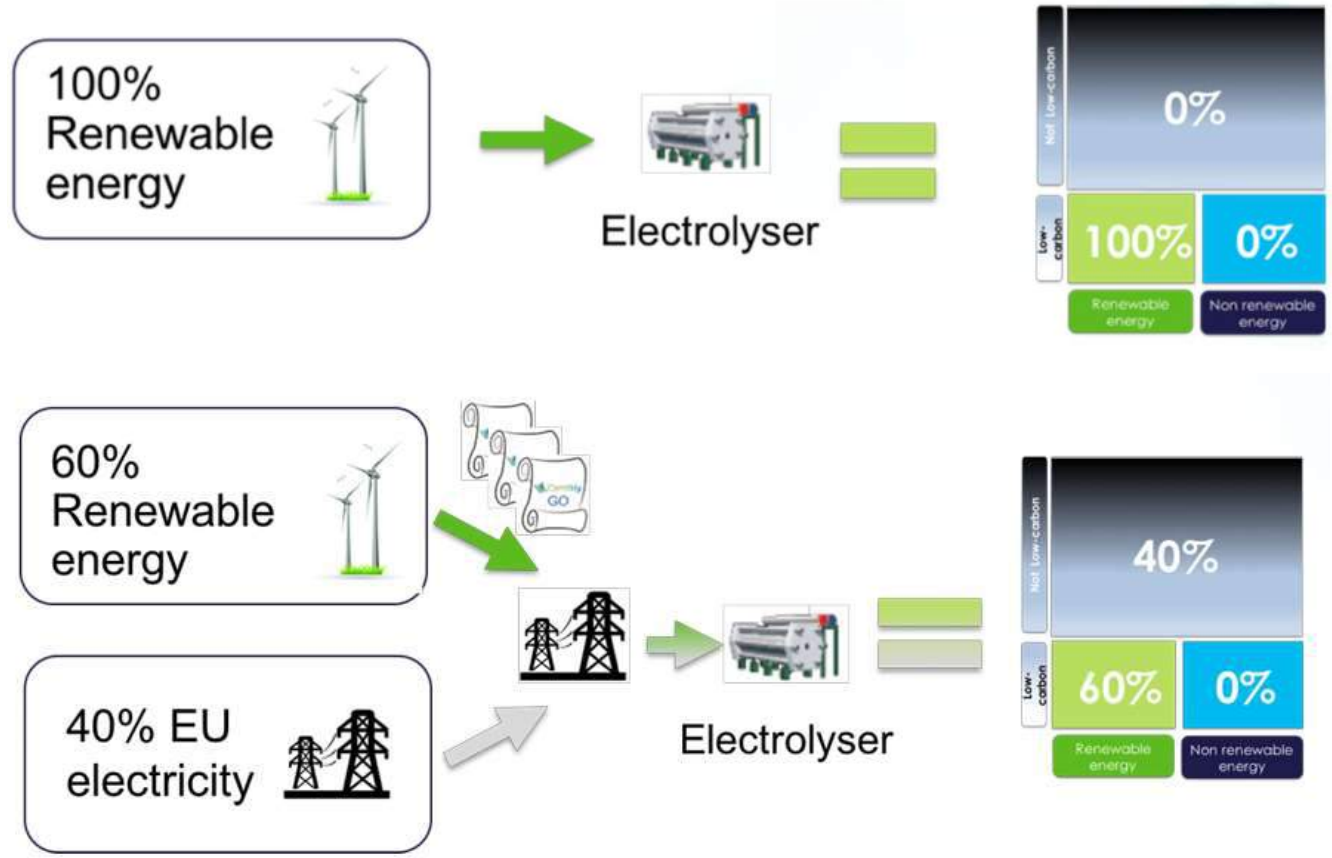 100%
Renewable
energy
Electrolyser
Not Low-carbon
0%
Low-
carbon
100%
0%
Renewable
energy
Non renewable
energy
60%
Renewable
energy
CertifHy
GO
40% EU
electricity
Electrolyser
Not Low-carbon
40%
Low-
carbon
60%
0%
Renewable
energy
Non renewable
energy